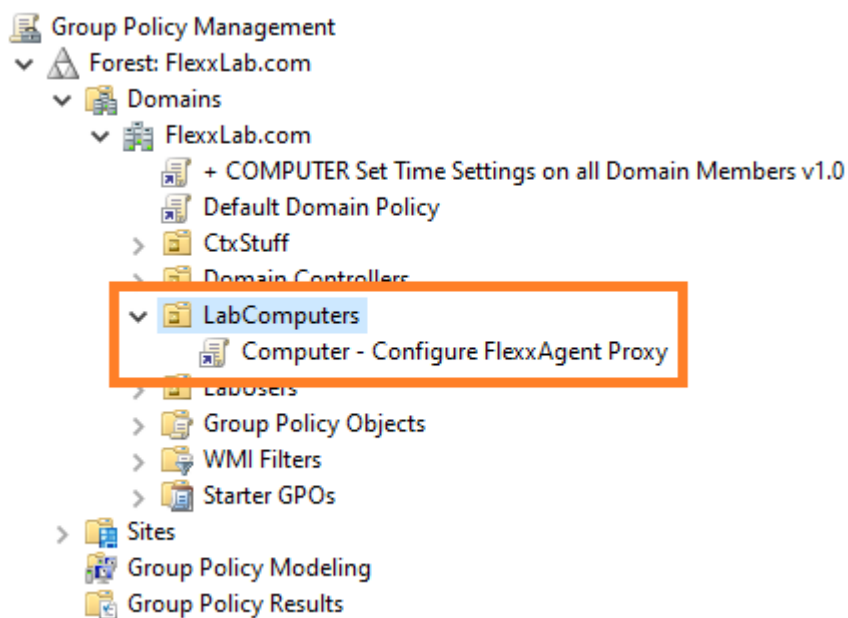 Group Policy Management
Forest: FlexxLab.com
Domains
FlexxLab.com
+ COMPUTER Set Time Settings on all Domain Members v1.0
Default Domain Policy
CtxStuff
Domain Controllers
LabComputers
Computer - Configure FlexxAgent Proxy
LabUsers
Group Policy Objects
WMI Filters
Starter GPOs
Sites
Group Policy Modeling
Group Policy Results